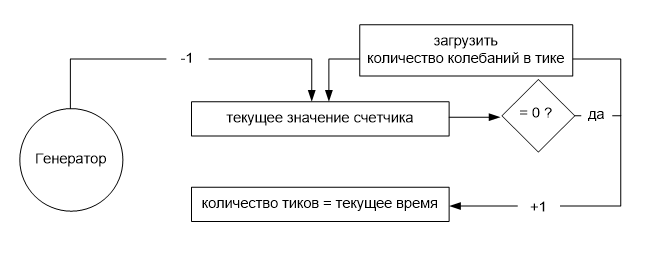 загрузить
количество колебаний в тике
-1
текущее значение счетчика
= 0 ?
да
Генератор
количество тиков = текущее время
+1